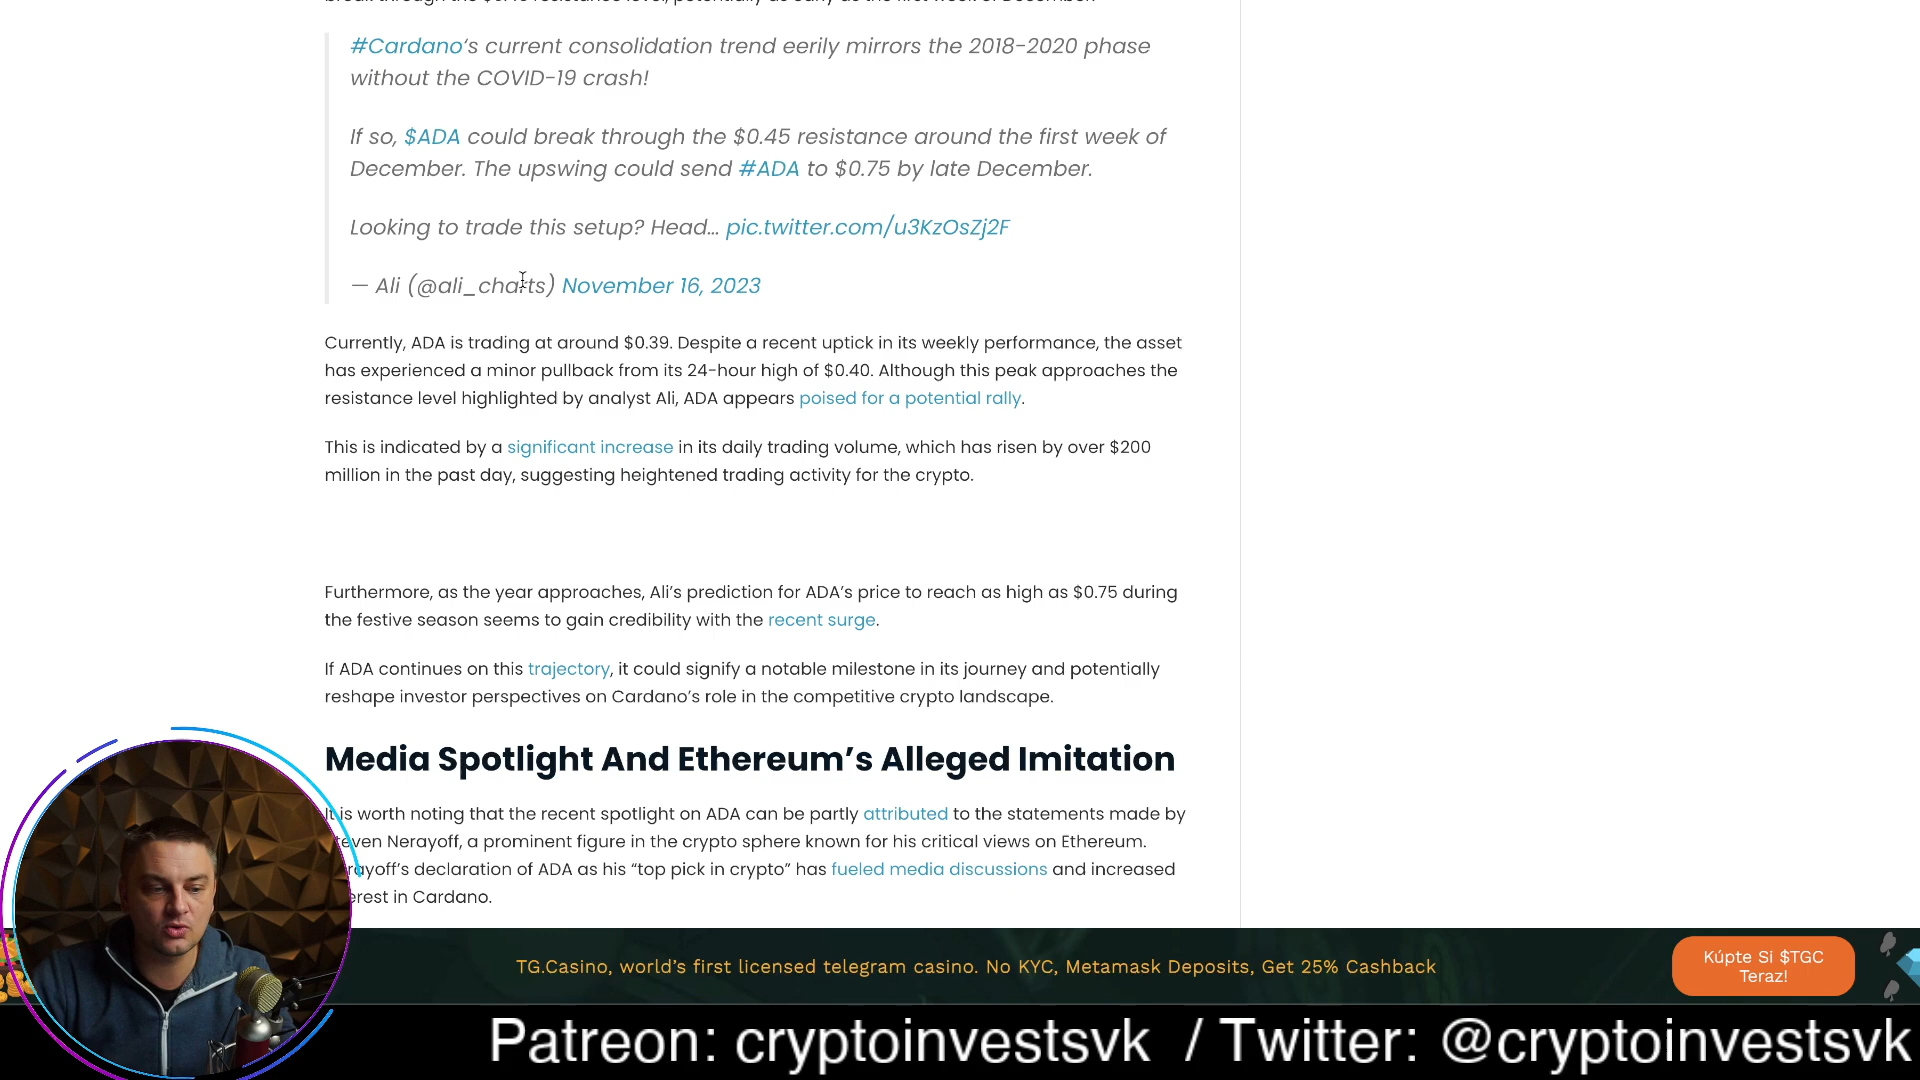 #Cardano‘s current consolidation trend eerily mirrors the 2018-2020 phase
without the COVID-19 crash!
If so, $ADA could break through the $0.45 resistance around the first week of
December. The upswing could send #ADA to $0.75 by late December.
Looking to trade this setup? Head… pic.twitter.com/u3KzOsZj2F
— Ali (@ali_charts) November 16, 2023
Currently, ADA is trading at around $0.39. Despite a recent uptick in its weekly performance, the asset
has experienced a minor pullback from its 24-hour high of $0.40. Although this peak approaches the
resistance level highlighted by analyst Ali, ADA appears poised for a potential rally.
This is indicated by a significant increase in its daily trading volume, which has risen by over $200
million in the past day, suggesting heightened trading activity for the crypto.
Furthermore, as the year approaches, Ali’s prediction for ADA’s price to reach as high as $0.75 during
the festive season seems to gain credibility with the recent surge.
If ADA continues on this trajectory, it could signify a notable milestone in its journey and potentially
reshape investor perspectives on Cardano’s role in the competitive crypto landscape.
Media Spotlight And Ethereum’s Alleged Imitation
It is worth noting that the recent spotlight on ADA can be partly attributed to the statements made by
Nerayoff, a prominent figure in the crypto sphere known for his critical views on Ethereum.
declaration of ADA as his “top pick in crypto” has fueled media discussions and increased
in Cardano.
TG.Casino, world’s first licensed telegram casino. No KYC, Metamask Deposits, Get 25% Cashback
Kúpte Si $TGC
Teraz!
Patreon: cryptoinvestsvk / Twitter: @cryptoinvestsvk